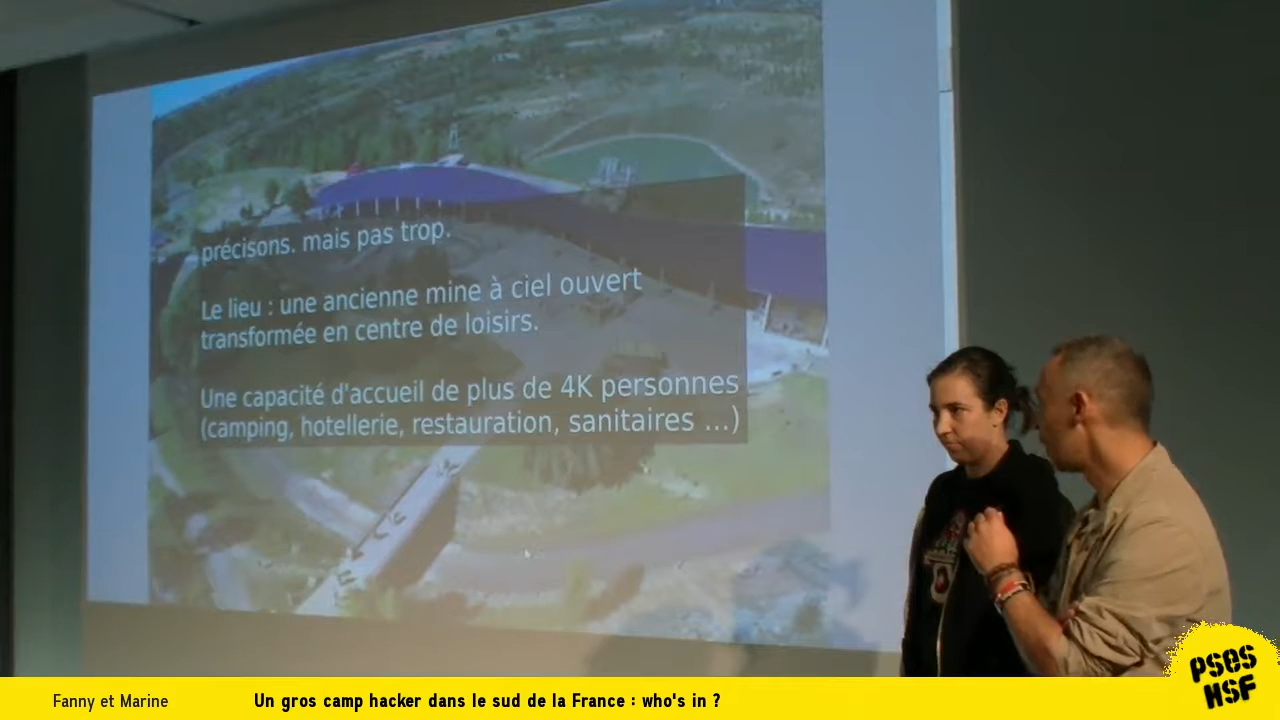 précisons. mais pas trop.
Le lieu : une ancienne mine à ciel ouvert
transformée en centre de loisirs.
Une capacité d'accueil de plus de 4K personnes
(camping, hotellerie, restauration, sanitaires ...)
PSES
HSF
Fanny et Marine
Un gros camp hacker dans le sud de la France : who's in ?